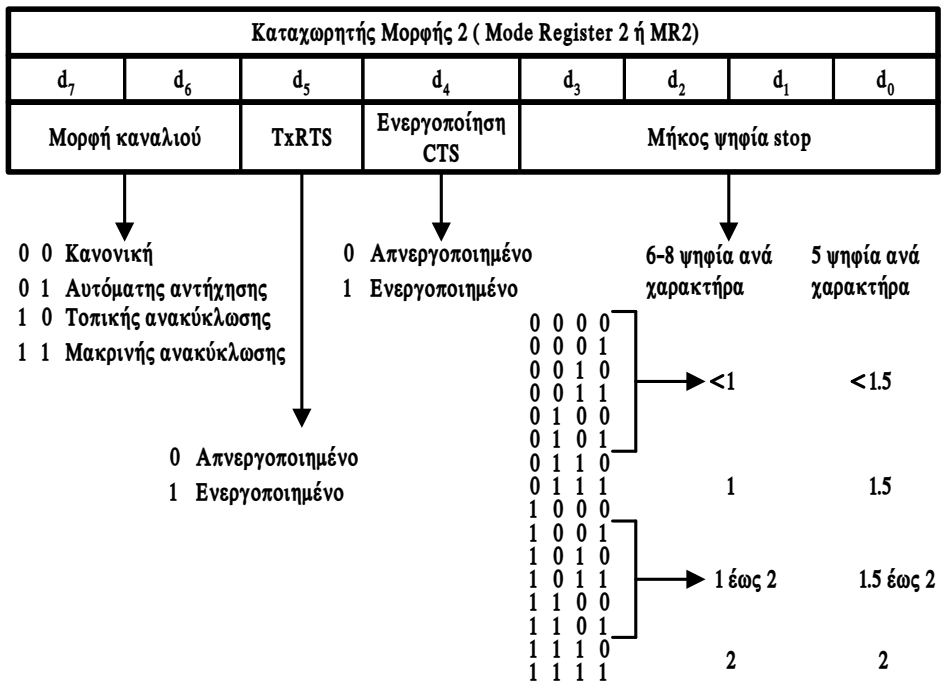 Καταχωρητής Μορφής 2 ( Mode Register 2 ή MR2)
d7 d6 d5 d4 d3 d2 d1 d0
Μορφή καναλιού TxRTS Ενεργοποίηση CTS Μήκος ψηφία stop
0 0 Κανονική
0 1 Αυτόματης αντήχησης
1 0 Τοπικής ανακύκλωσης
1 1 Μακρινής ανακύκλωσης
0 Απνεργοποιημένο
1 Ενεργοποιημένο
0 Απνεργοποιημένο
1 Ενεργοποιημένο
6-8 ψηφία ανά χαρακτήρα
5 ψηφία ανά χαρακτήρα
0 0 0 0
0 0 0 1
0 0 1 0
0 0 1 1 <1 <1.5
0 1 0 0
0 1 0 1
0 1 1 0
0 1 1 1 1 1.5
1 0 0 0
1 0 0 1
1 0 1 0
1 0 1 1 1 έως 2 1.5 έως 2
1 1 0 0
1 1 0 1
1 1 1 0
1 1 1 1 2 2